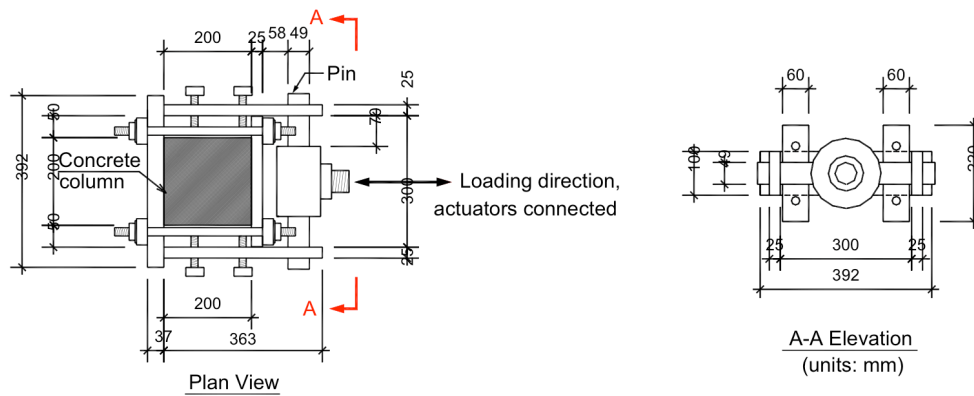 A
200
25
58
49
Pin
25
70
50
392
200
50
Concrete
column
300
Loading direction,
actuators connected
25
200
A
37
363
Plan View
60
60
100
49
220
25
300
25
392
A-A Elevation
(units: mm)